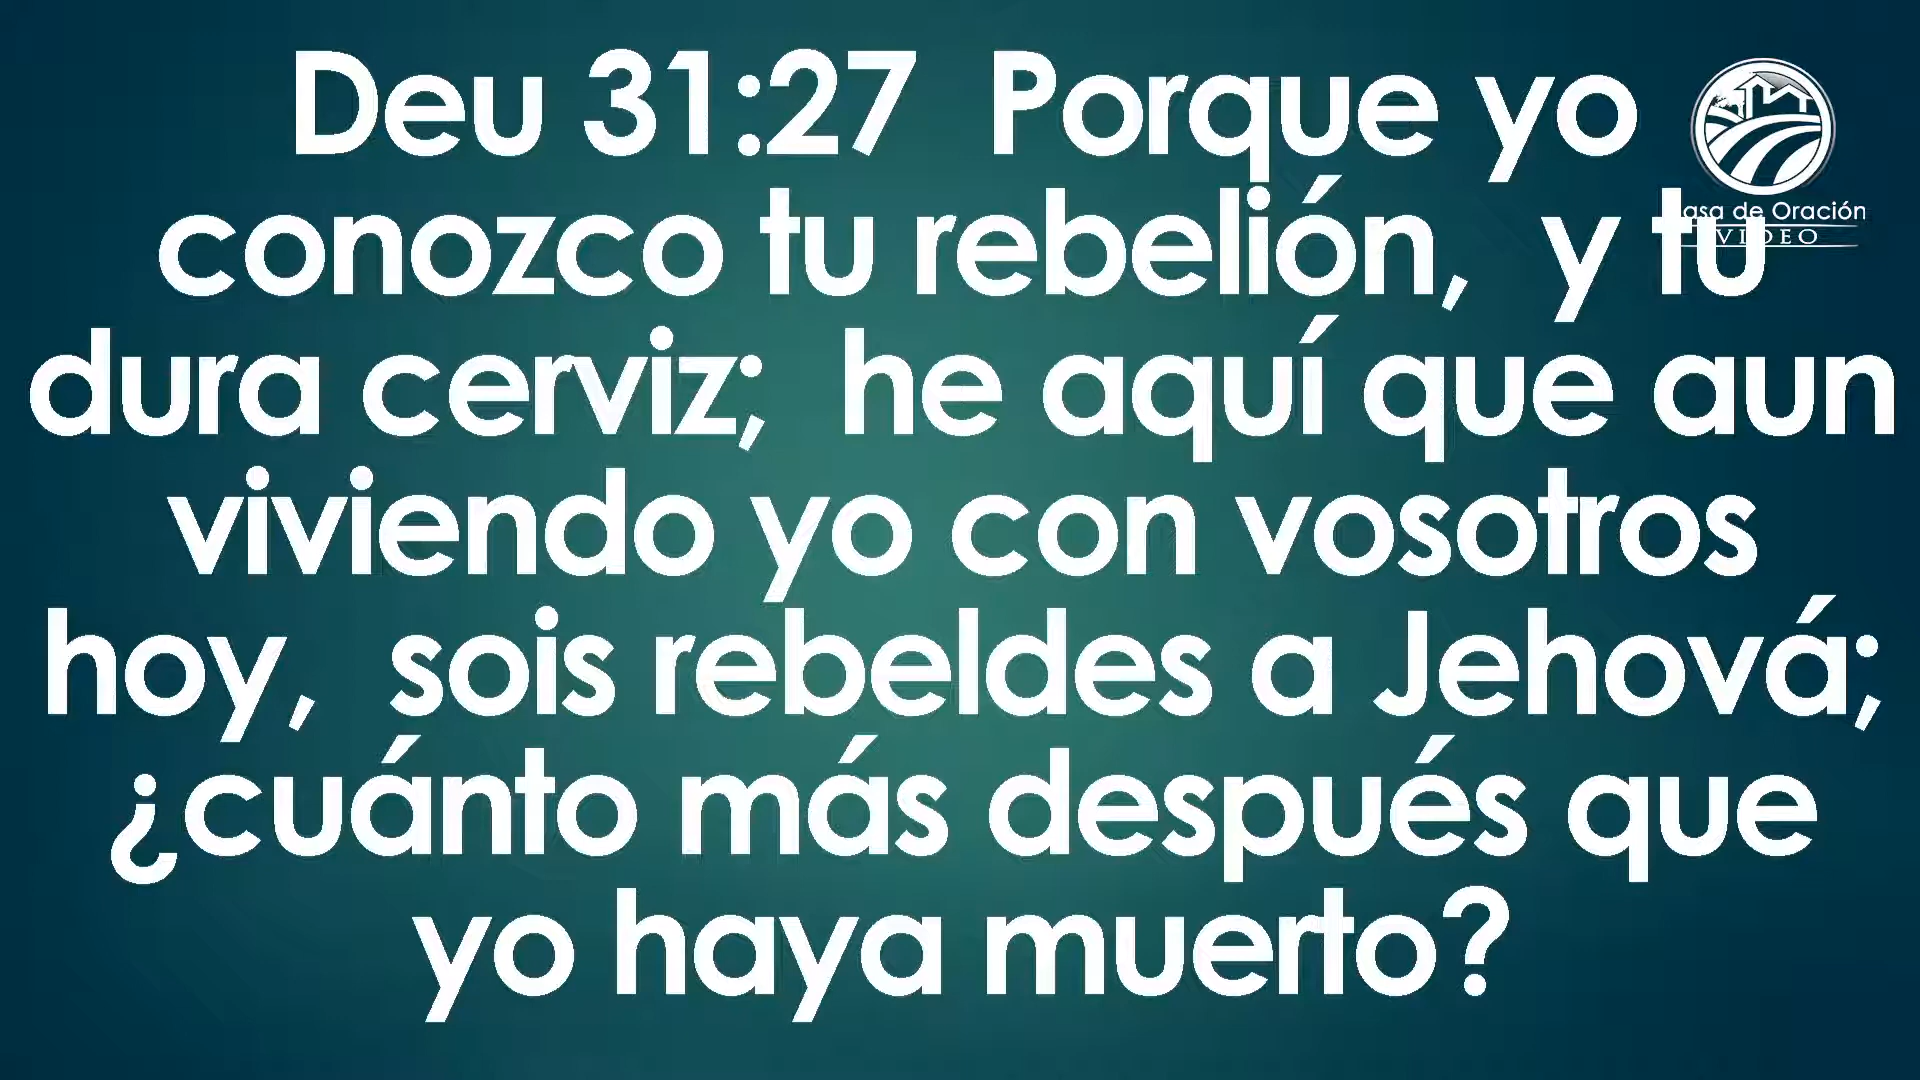 Deu 31:27  Porque yo
conozco tu rebelión,  y tu
asa de Oración
VIDEO
dura cerviz;  he aquí que aun
viviendo yo con vosotros
hoy,  sois rebeldes a Jehová;
¿cuánto más después que
yo haya muerto?